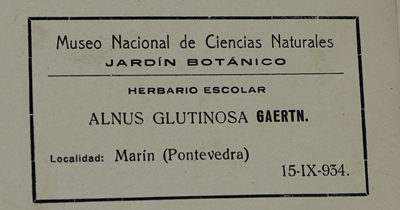 Museo Nacional de Ciencias Naturales
JARDÍN BOTÁNICO
HERBARIO ESCOLAR
ALNUS GLUTINOSA GAERTN.
Localidad: Marín (Pontevedra)
15-IX-934.